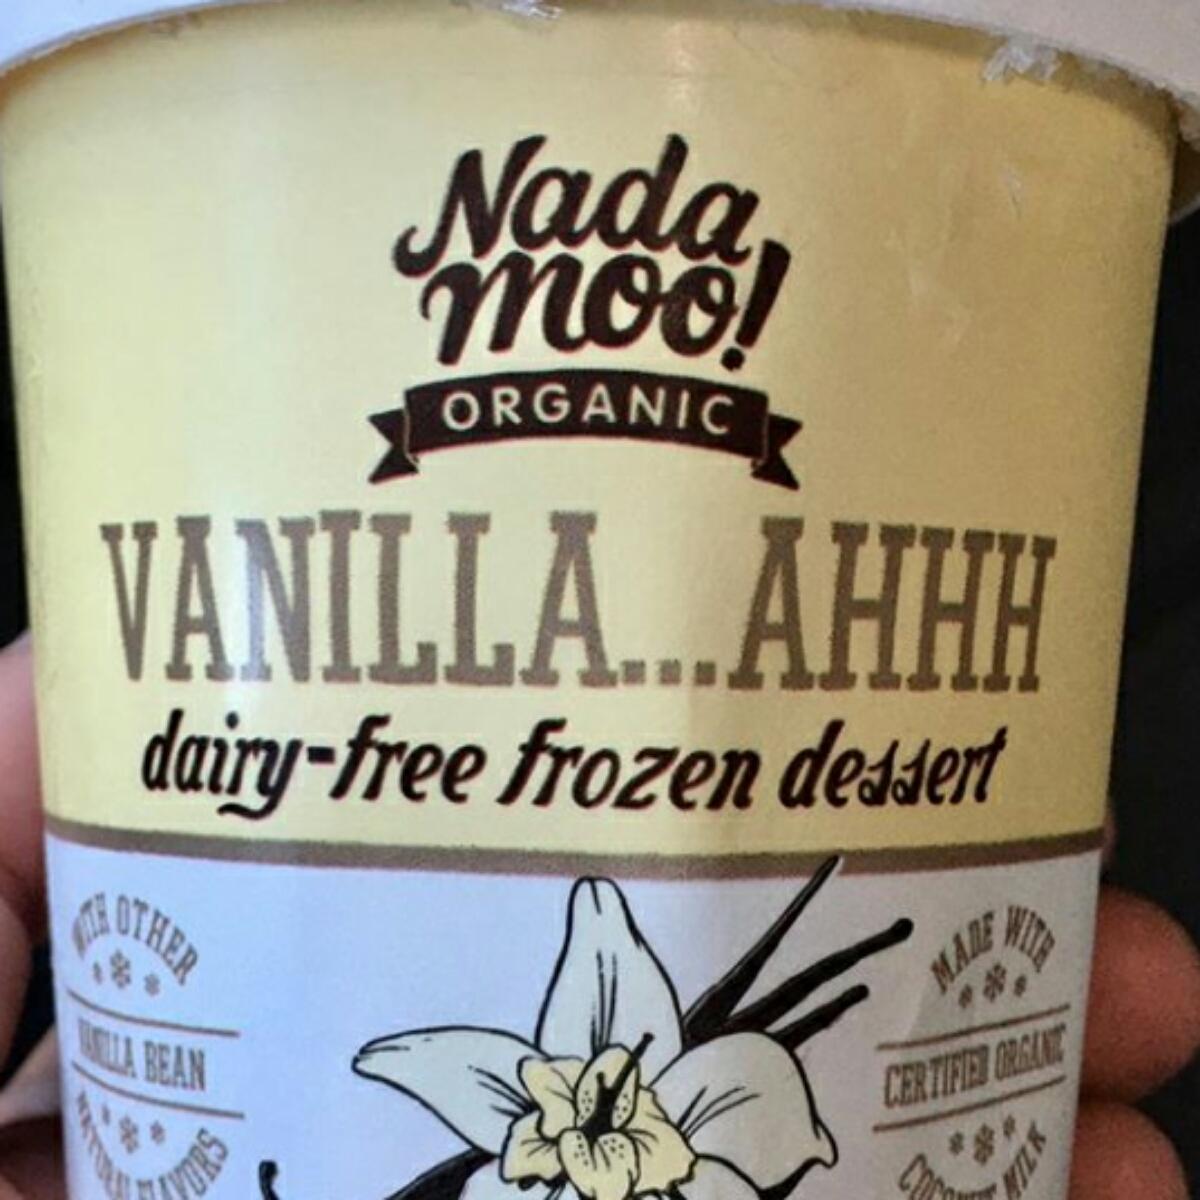 Nada
moo!
ORGANIC
VANILLA...AHHH
dairy-free frozen dessert
WITH OTHER
VANILLA BEAN
NATURAL FLAVORS
MADE WITH
CERTIFIED ORGANIC
COCONUT MILK